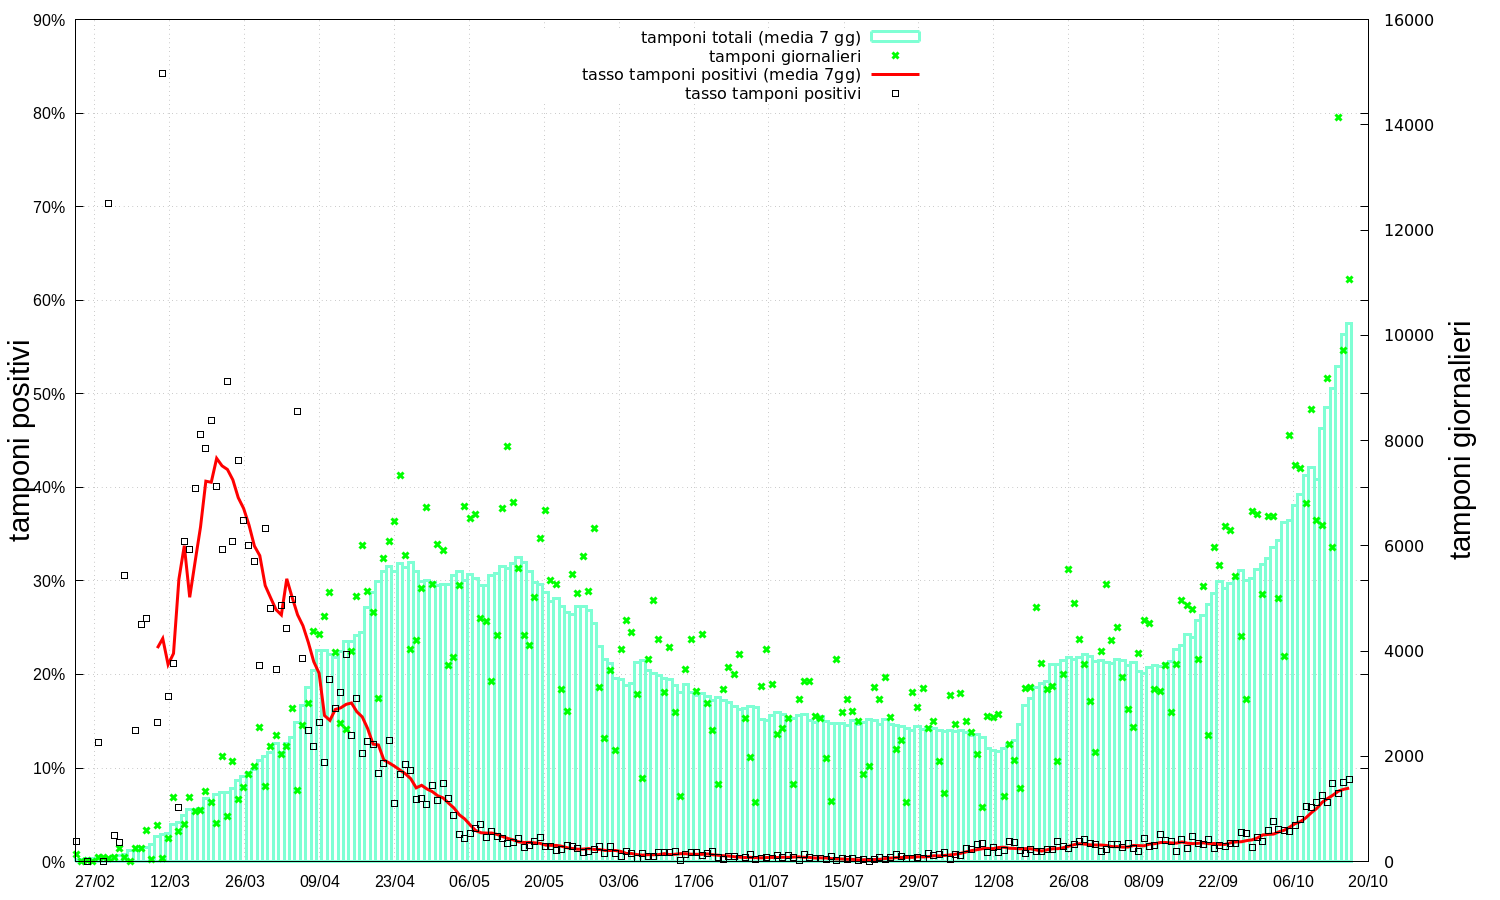 tamponi totali (media 7 gg)
tamponi giornalieri
tasso tamponi positivi (media 7gg)
tasso tamponi positivi
tamponi positivi
90%
80%
70%
60%
50%
40%
30%
20%
10%
0%
16000
14000
12000
10000
8000
6000
4000
2000
0
tamponi giornalieri
27/02 12/03 26/03 09/04 23/04 06/05 20/05 03/06 17/06 01/07 15/07 29/07 12/08 26/08 08/09 22/09 06/10 20/10